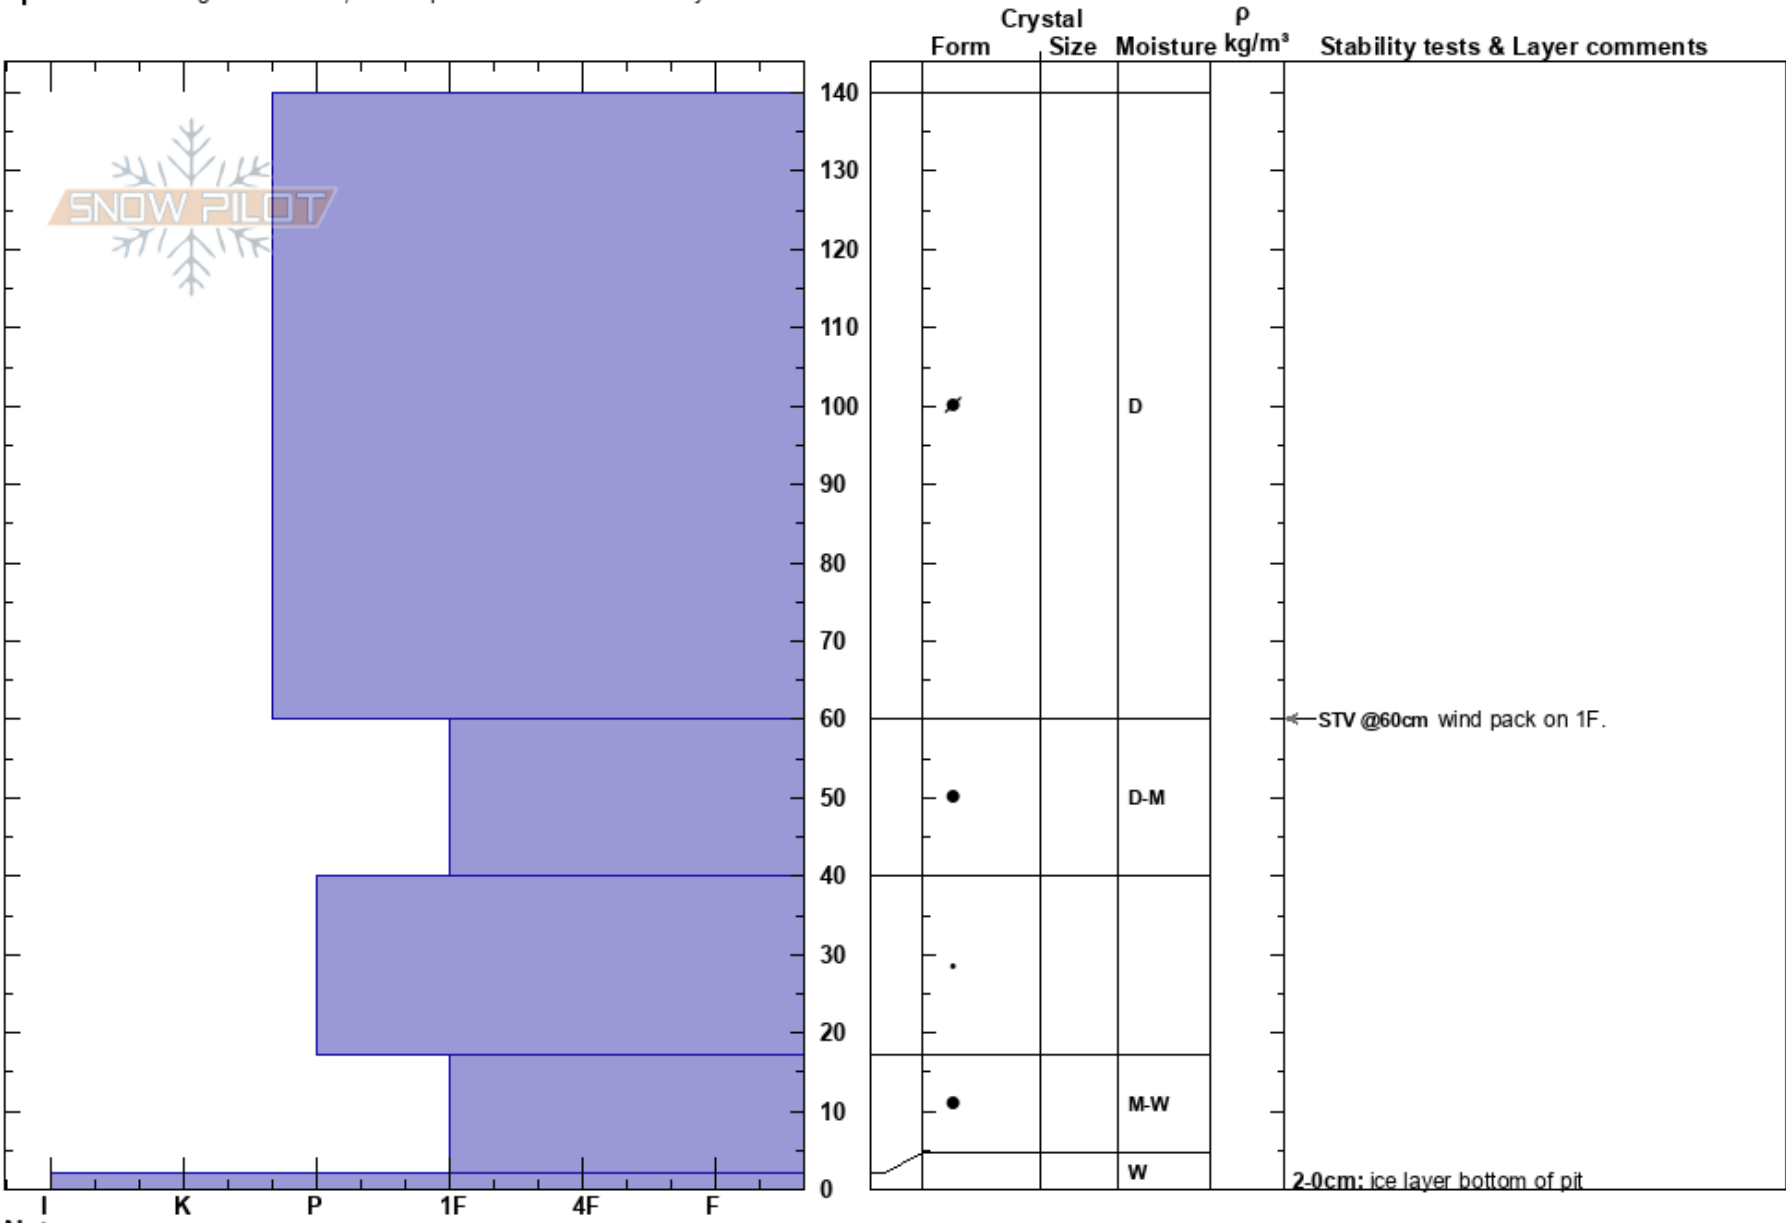 Crystal ρ
Form Size Moisture kg/m³ Stability tests & Layer comments
140
130
SNOW PILOT
120
110
100 D
90
80
70
60 STV @60cm wind pack on 1F.
50 D-M
40
30
20
10 M-W
W
0 2-0cm: ice layer bottom of pit
I K P 1F 4F F